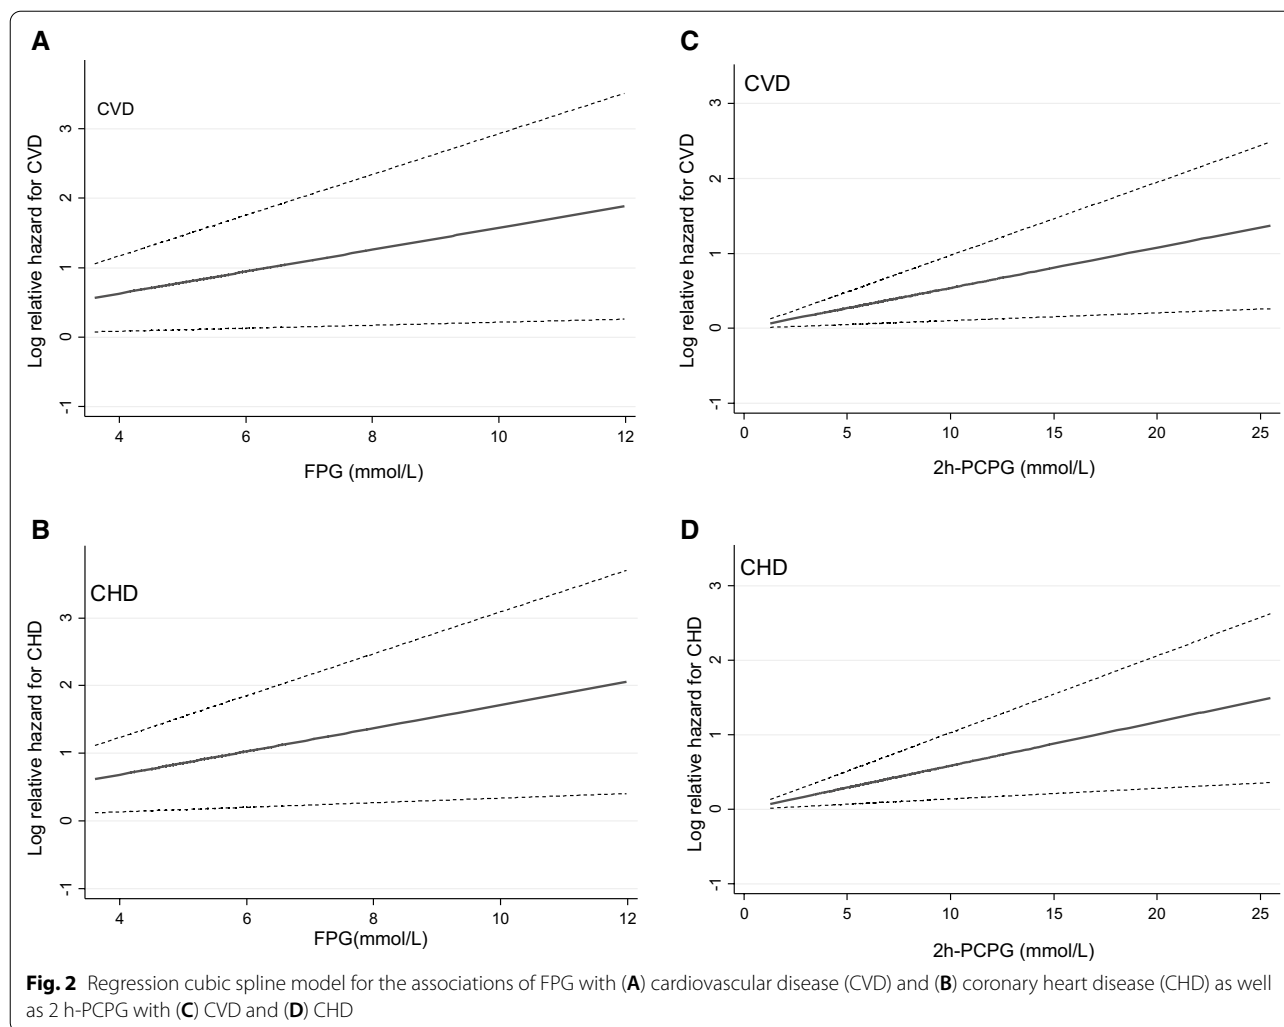 A
CVD
Log relative hazard for CVD
3
2
1
0
-1
4 6 8 10 12
FPG (mmol/L)
C
CVD
Log relative hazard for CVD
3
2
1
0
-1
0 5 10 15 20 25
2h-PCPG (mmol/L)
B
CHD
Log relative hazard for CHD
3
2
1
0
-1
4 6 8 10 12
FPG(mmol/L)
D
CHD
Log relative hazard for CHD
3
2
1
0
-1
0 5 10 15 20 25
2h-PCPG (mmol/L)
Fig. 2 Regression cubic spline model for the associations of FPG with (A) cardiovascular disease (CVD) and (B) coronary heart disease (CHD) as well
as 2 h-PCPG with (C) CVD and (D) CHD